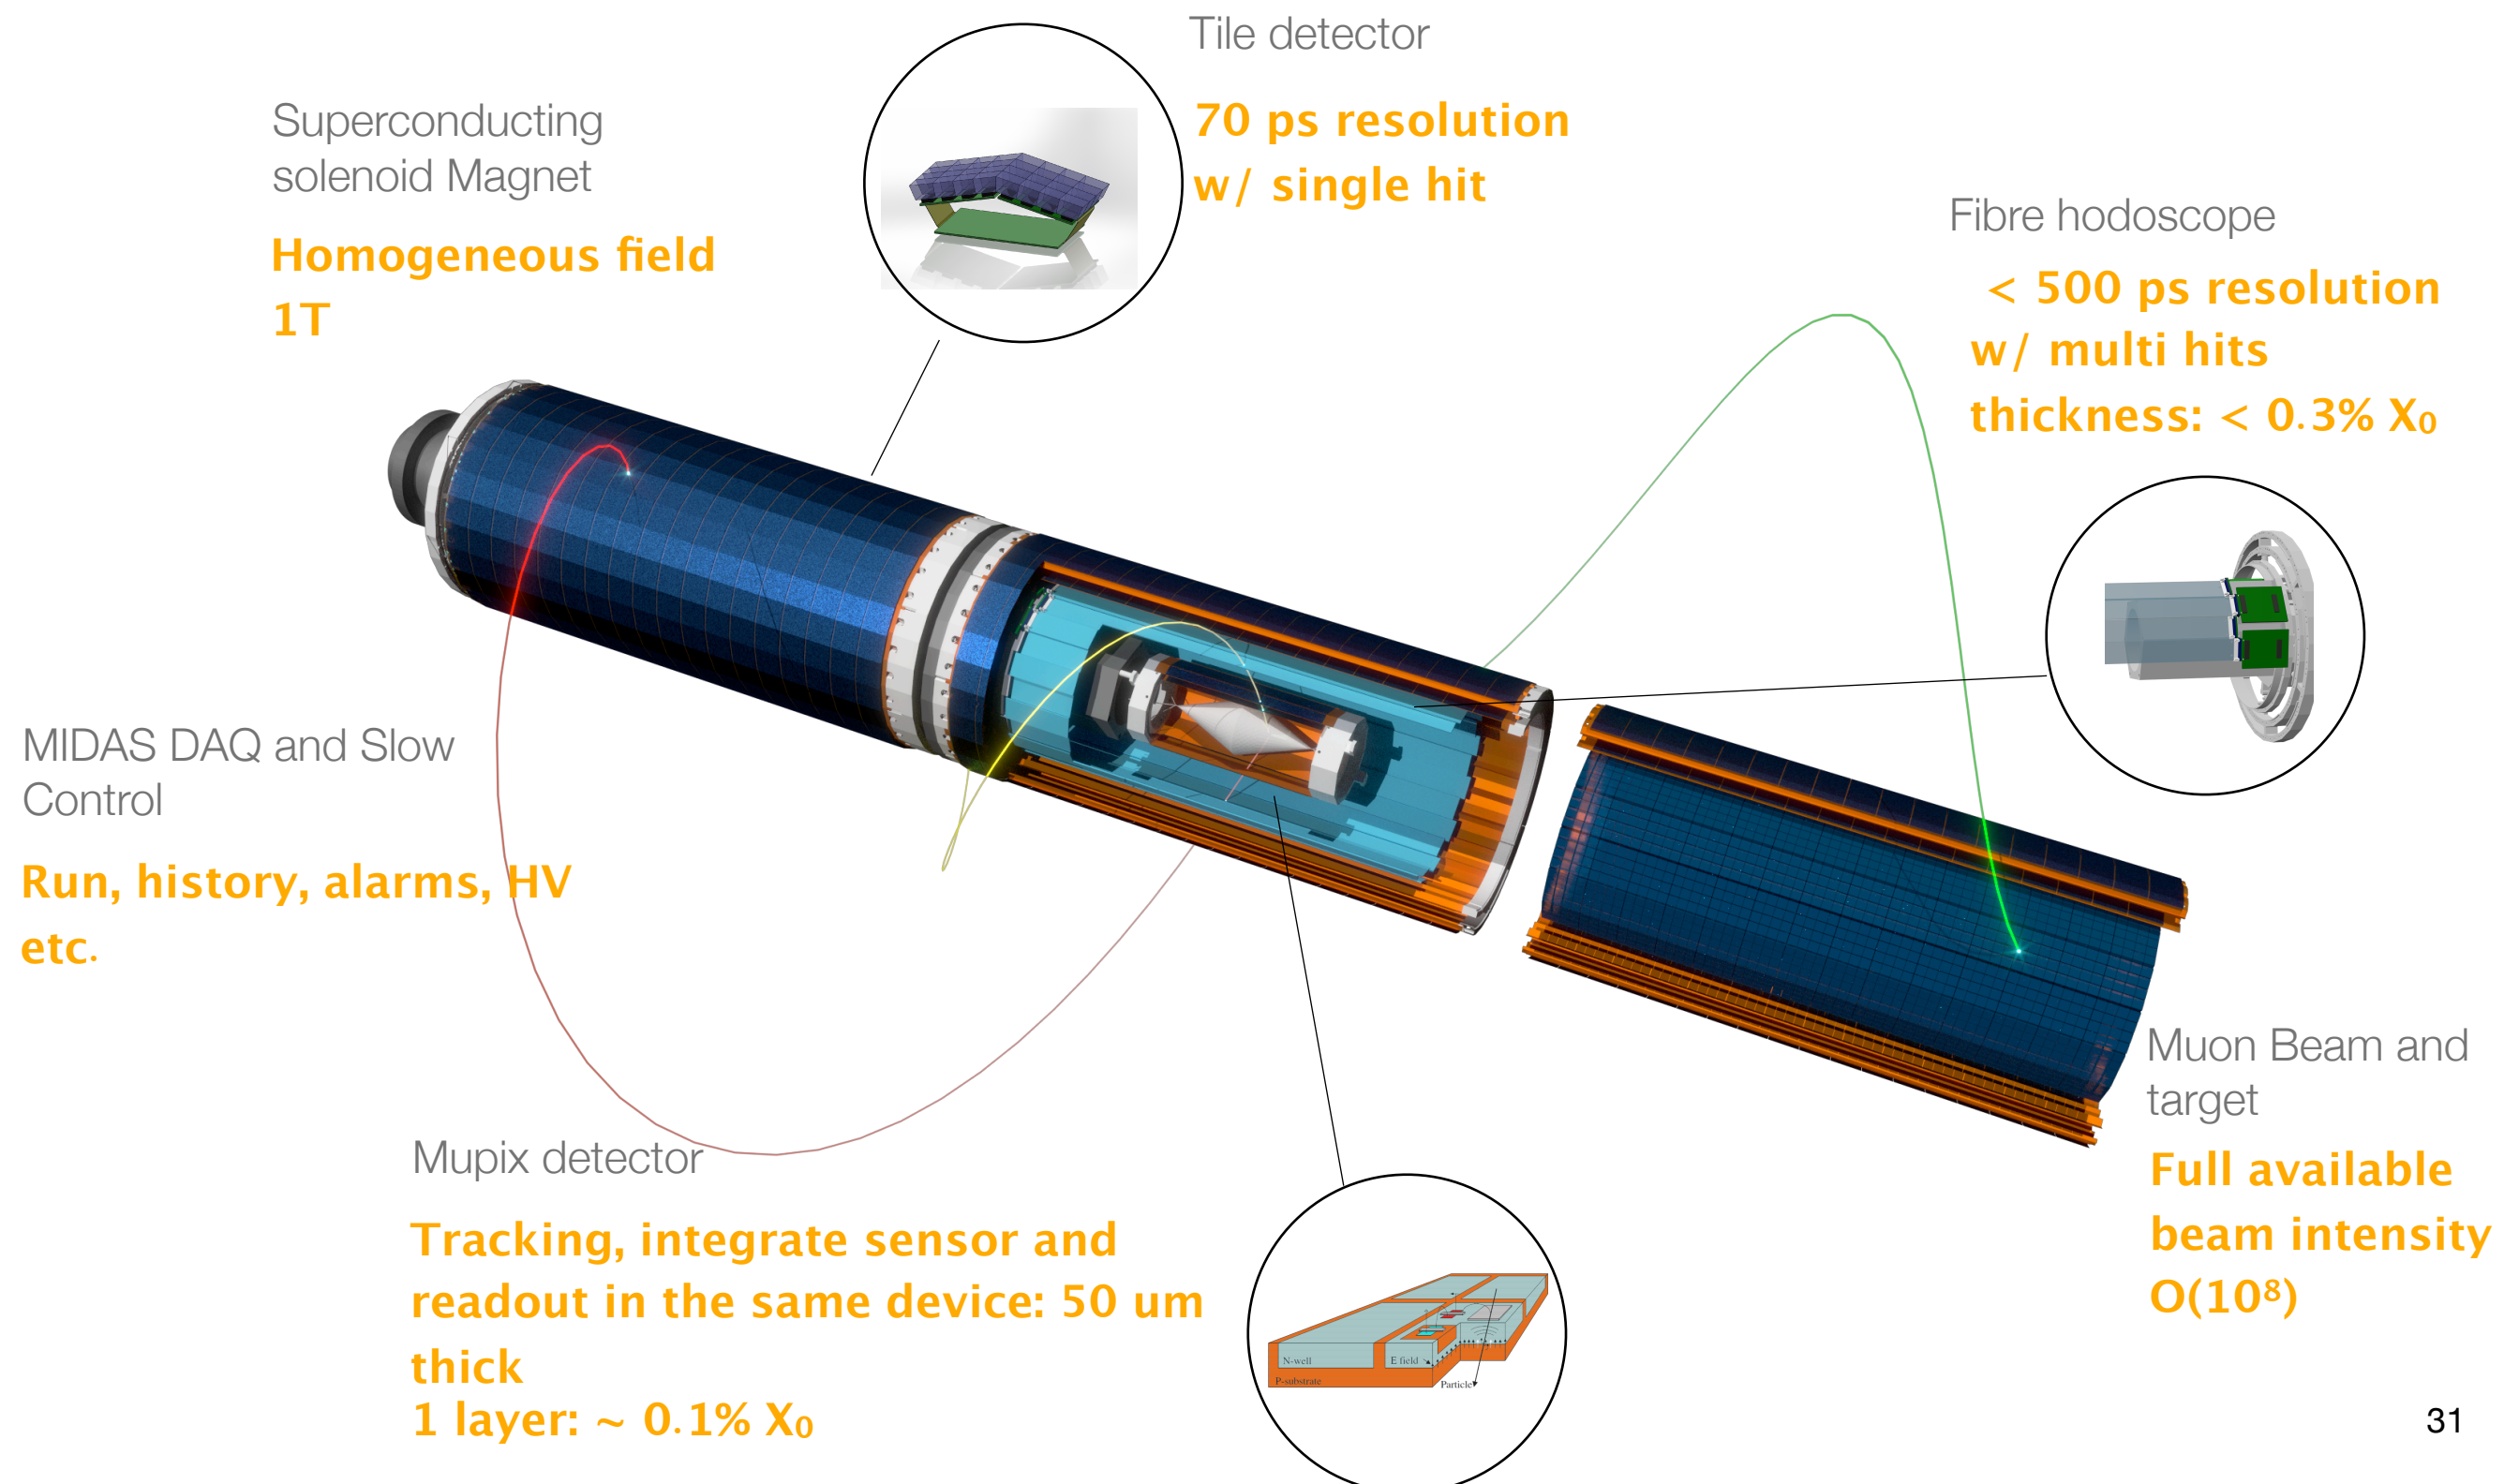 Tile detector
70 ps resolution
w/ single hit
Superconducting
solenoid Magnet
Homogeneous field
1T
Fibre hodoscope
< 500 ps resolution
w/ multi hits
thickness: < 0.3% X₀
MIDAS DAQ and Slow
Control
Run, history, alarms, HV
etc.
Muon Beam and
target
Full available
beam intensity
O(10⁸)
Mupix detector
Tracking, integrate sensor and
readout in the same device: 50 um
thick
1 layer: ~ 0.1% X₀
N-well
E field
P-substrate
Particle
31